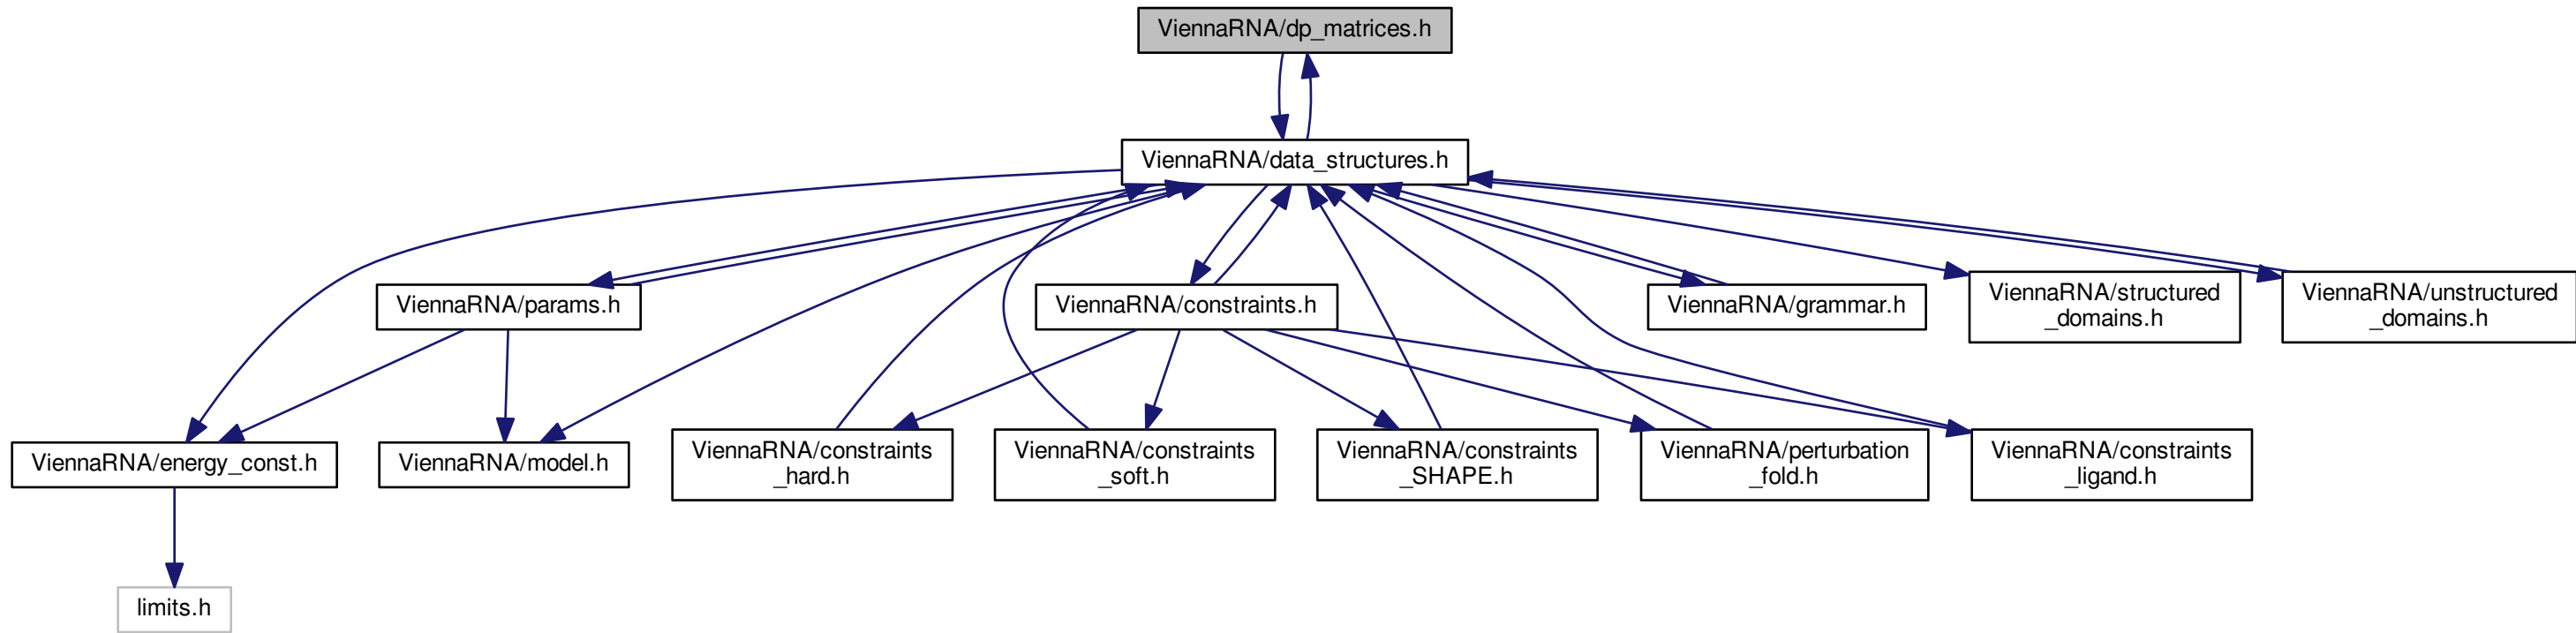 ViennaRNA/dp_matrices.h
ViennaRNA/data_structures.h
ViennaRNA/params.h
ViennaRNA/constraints.h
ViennaRNA/grammar.h
ViennaRNA/structured
_domains.h
ViennaRNA/unstructured
_domains.h
ViennaRNA/energy_const.h
ViennaRNA/model.h
ViennaRNA/constraints
_hard.h
ViennaRNA/constraints
_soft.h
ViennaRNA/constraints
_SHAPE.h
ViennaRNA/perturbation
_fold.h
ViennaRNA/constraints
_ligand.h
limits.h